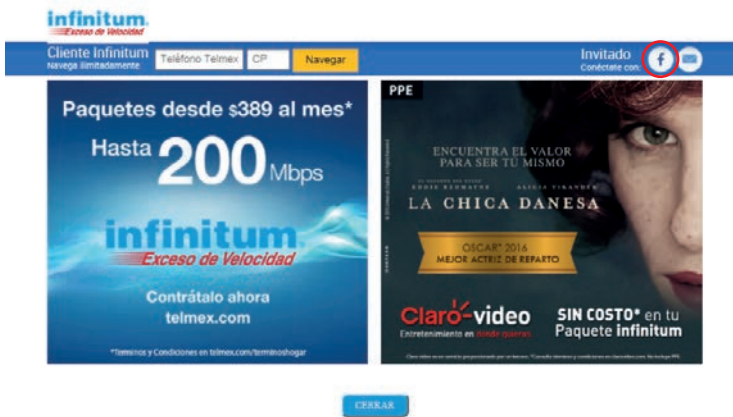 infinitum.
Exceso de Velocidad
Cliente Infinitum
Navega ilimitadamente
Teléfono Telmex
CP
Navegar
Invitado
Conéctate con:
f
Paquetes desde $389 al mes*
Hasta 200 Mbps
infinitum
Exceso de Velocidad
Contrátalo ahora
telmex.com
*Terminos y Condiciones en telmex.com/terminoshogar
PPE
ENCUENTRA EL VALOR
PARA SER TÚ MISMO
EDDIE REDMAYNE ALICIA VIKANDER
LA CHICA DANESA
OSCAR® 2016
MEJOR ACTRIZ DE REPARTO
Claro-video
Entretenimiento en donde quieras
SIN COSTO* en tu
Paquete infinitum
CERRAR